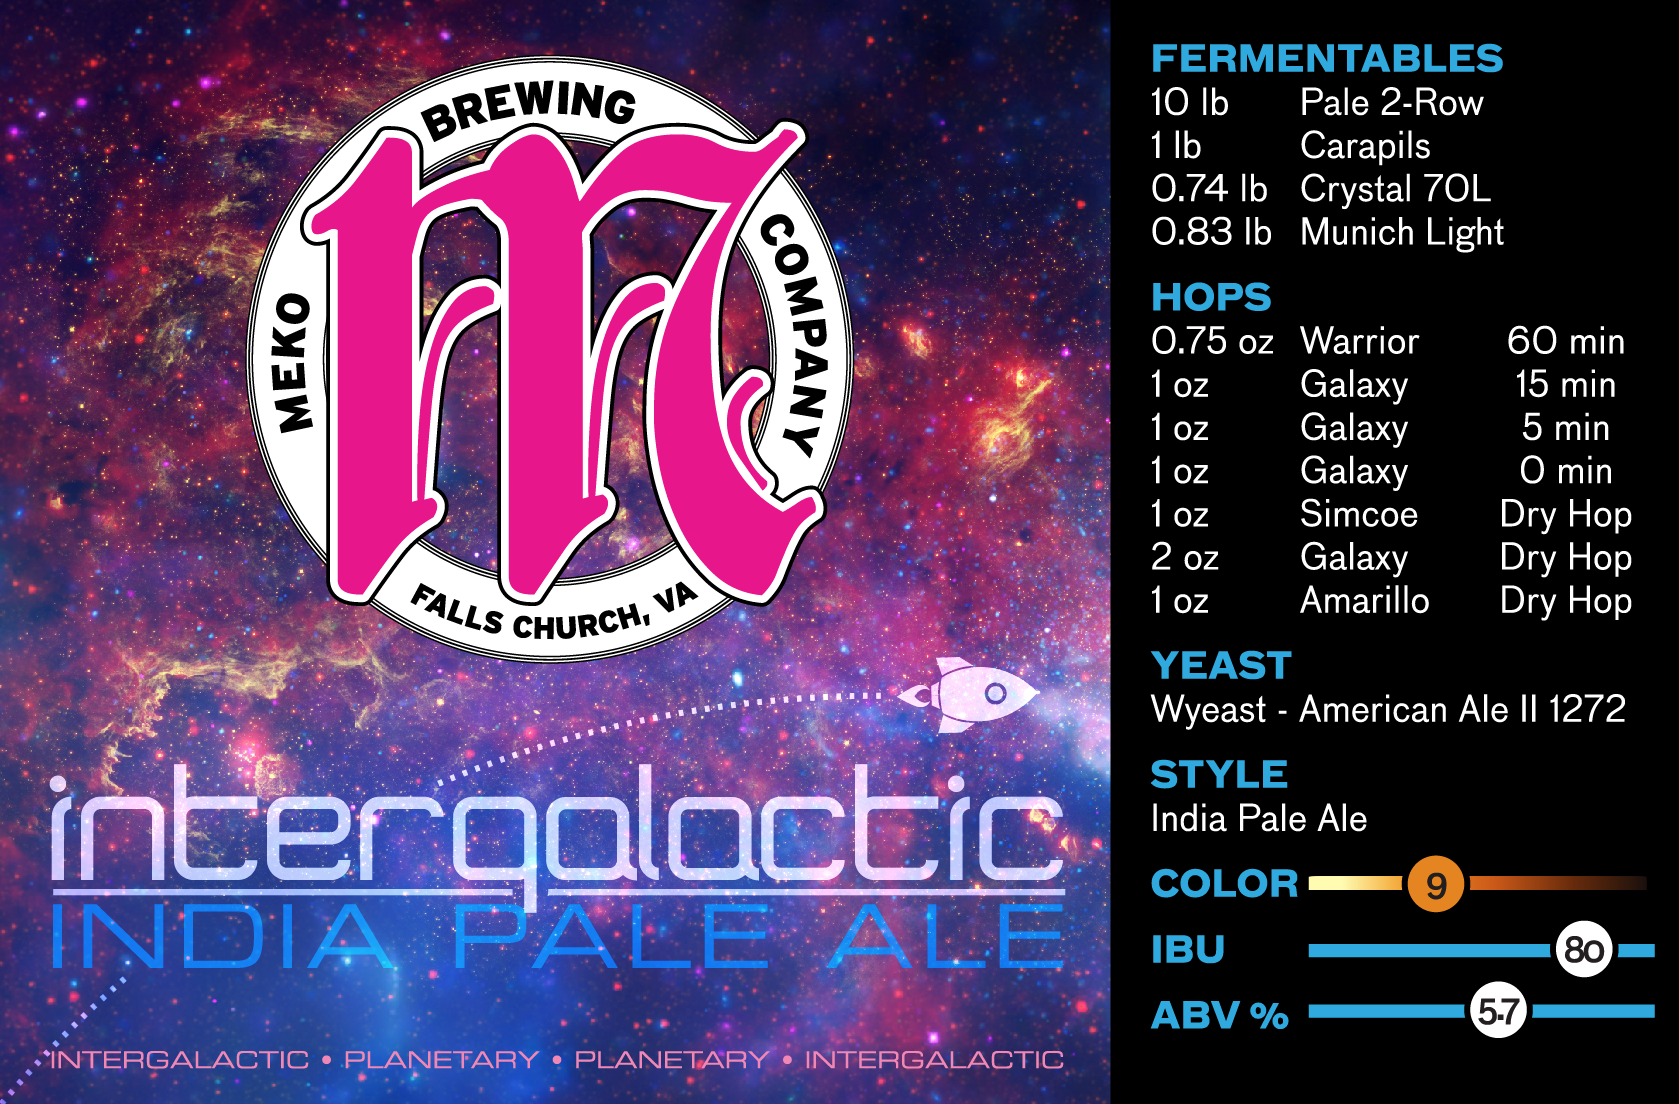 MEKO BREWING COMPANY
M
FALLS CHURCH, VA
intergalactic
INDIA PALE ALE
INTERGALACTIC • PLANETARY • PLANETARY • INTERGALACTIC
FERMENTABLES
10 lb Pale 2-Row
1 lb Carapils
0.74 lb Crystal 70L
0.83 lb Munich Light
HOPS
0.75 oz Warrior 60 min
1 oz Galaxy 15 min
1 oz Galaxy 5 min
1 oz Galaxy 0 min
1 oz Simcoe Dry Hop
2 oz Galaxy Dry Hop
1 oz Amarillo Dry Hop
YEAST
Wyeast - American Ale II 1272
STYLE
India Pale Ale
COLOR 9
IBU 80
ABV % 5.7